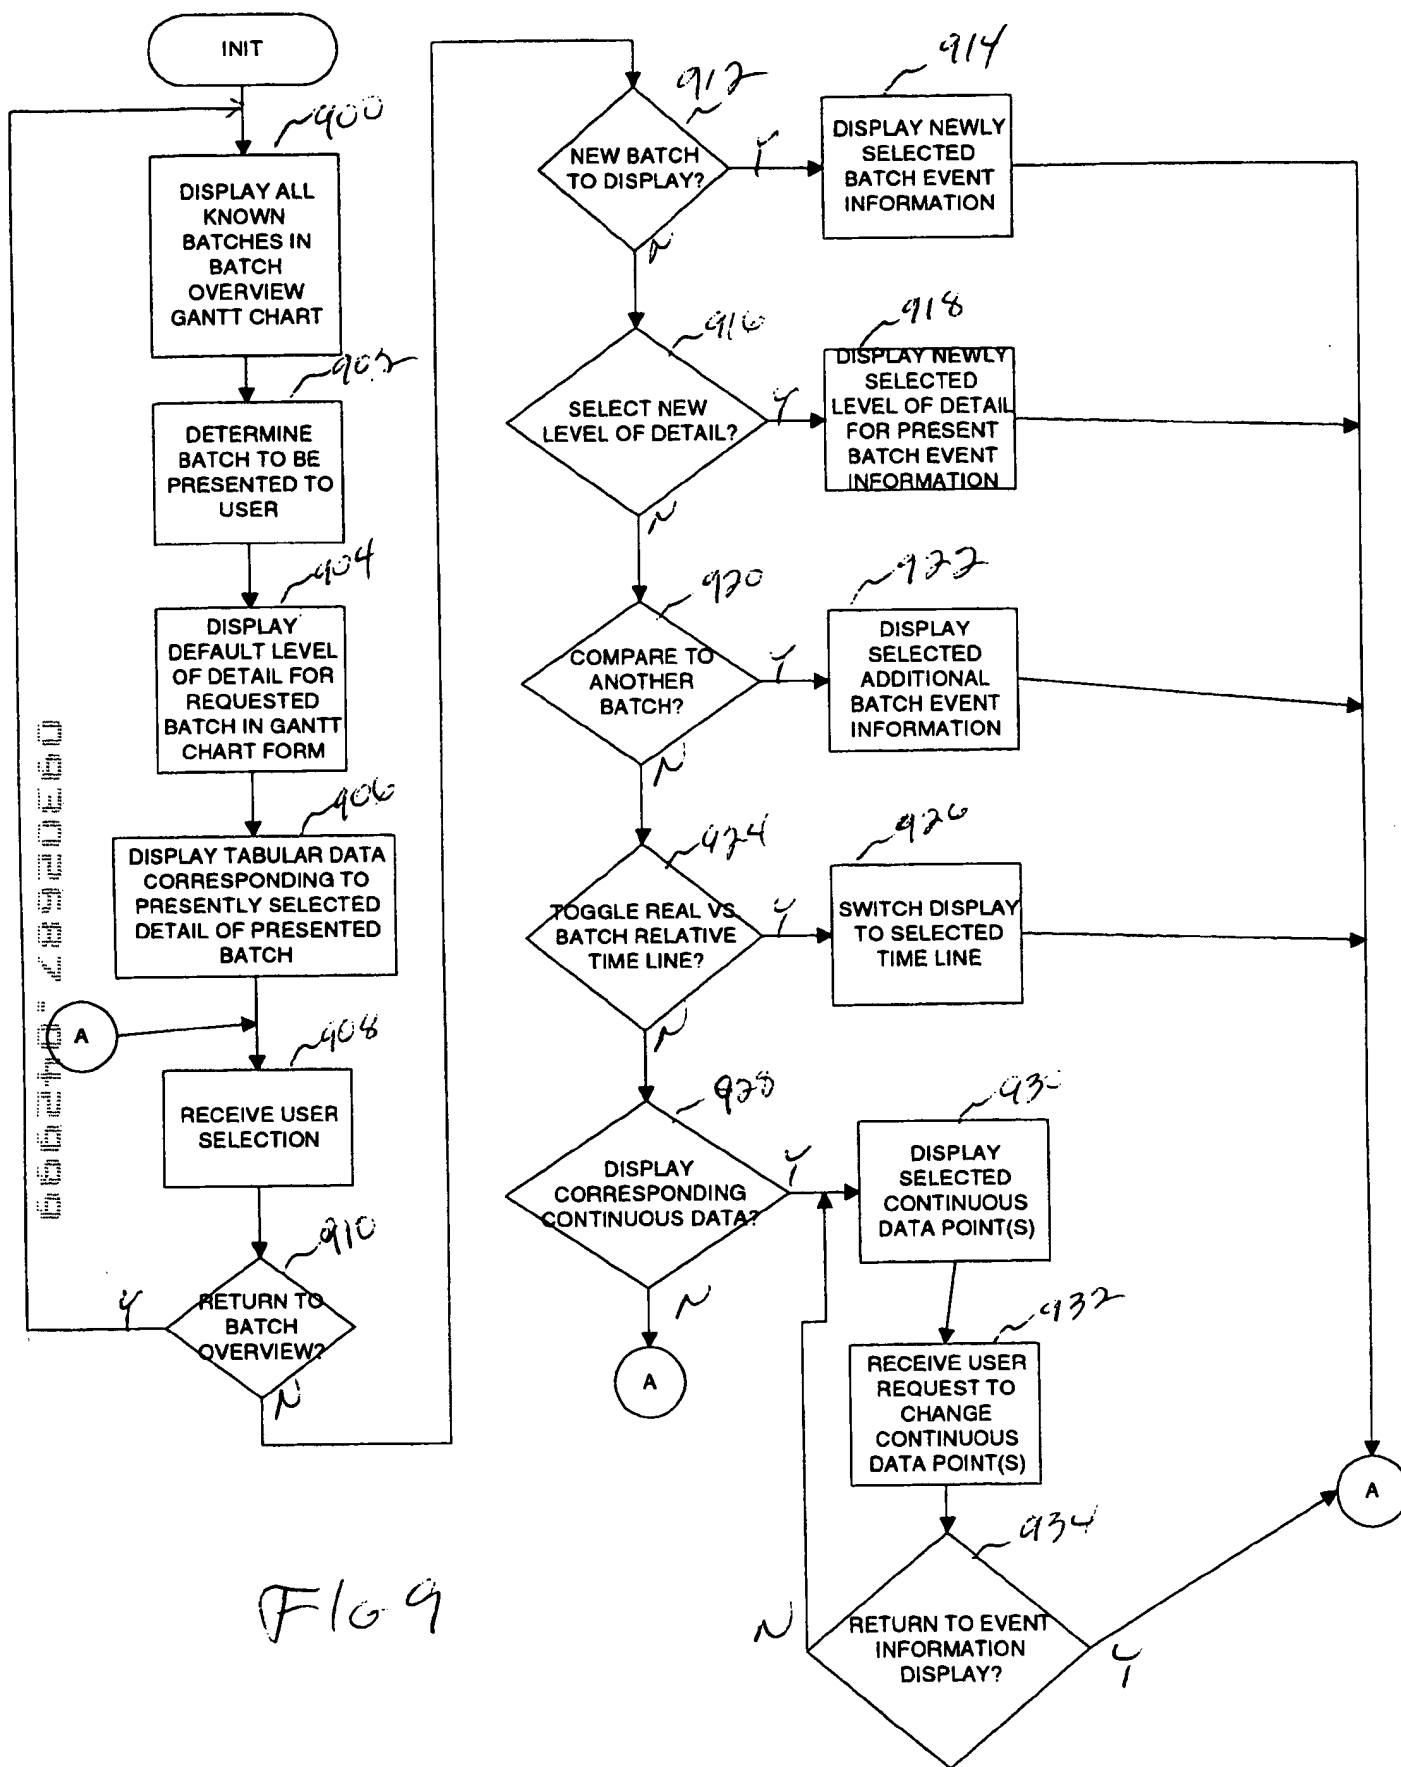 INIT
900
DISPLAY ALL
KNOWN
BATCHES IN
BATCH
OVERVIEW
GANTT CHART
902
DETERMINE
BATCH TO BE
PRESENTED TO
USER
904
DISPLAY
DEFAULT LEVEL
OF DETAIL FOR
REQUESTED
BATCH IN GANTT
CHART FORM
906
DISPLAY TABULAR DATA
CORRESPONDING TO
PRESENTLY SELECTED
DETAIL OF PRESENTED
BATCH
A
908
RECEIVE USER
SELECTION
910
RETURN TO
BATCH
OVERVIEW?
Y
N
912
NEW BATCH
TO DISPLAY?
Y
N
914
DISPLAY NEWLY
SELECTED
BATCH EVENT
INFORMATION
916
SELECT NEW
LEVEL OF DETAIL?
Y
N
918
DISPLAY NEWLY
SELECTED
LEVEL OF DETAIL
FOR PRESENT
BATCH EVENT
INFORMATION
920
COMPARE TO
ANOTHER
BATCH?
Y
N
922
DISPLAY
SELECTED
ADDITIONAL
BATCH EVENT
INFORMATION
924
TOGGLE REAL VS.
BATCH RELATIVE
TIME LINE?
Y
N
926
SWITCH DISPLAY
TO SELECTED
TIME LINE
928
DISPLAY
CORRESPONDING
CONTINUOUS DATA?
Y
N
A
930
DISPLAY
SELECTED
CONTINUOUS
DATA POINT(S)
932
RECEIVE USER
REQUEST TO
CHANGE
CONTINUOUS
DATA POINT(S)
934
RETURN TO EVENT
INFORMATION
DISPLAY?
N
Y
A
09302687.042999
FIG 9